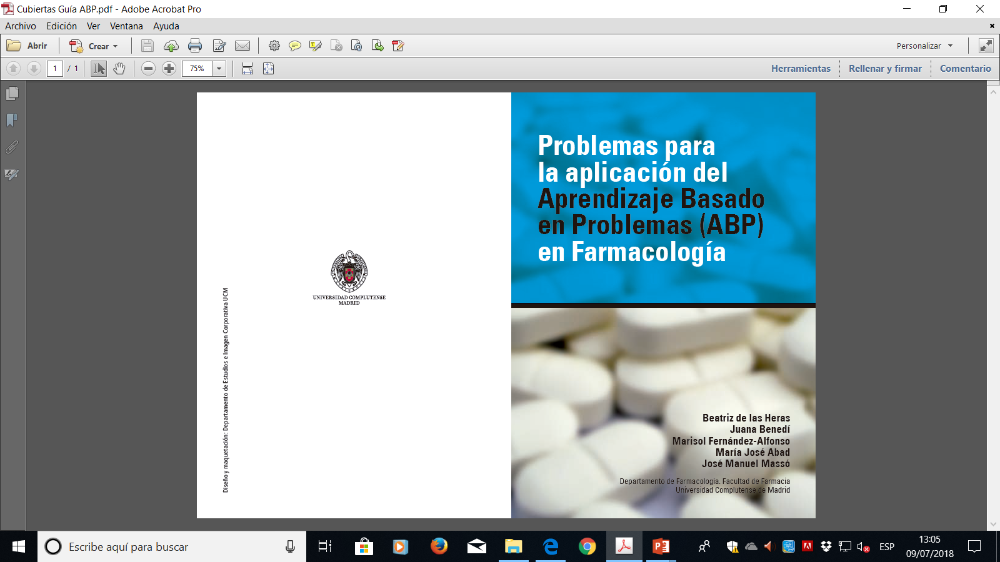 Cubiertas Guía ABP.pdf - Adobe Acrobat Pro
Archivo Edición Ver Ventana Ayuda
Abrir Crear Personalizar
1 / 1 75% Herramientas Rellenar y firmar Comentario
Problemas para
la aplicación del
Aprendizaje Basado
en Problemas (ABP)
en Farmacología
UNIVERSIDAD COMPLUTENSE
MADRID
Diseño y maquetación: Departamento de Estudios e Imagen Corporativa UCM
Beatriz de las Heras
Juana Benedí
Marisol Fernández-Alfonso
María José Abad
José Manuel Massó
Departamento de Farmacología. Facultad de Farmacia
Universidad Complutense de Madrid
Escribe aquí para buscar
ESP
13:05
09/07/2018